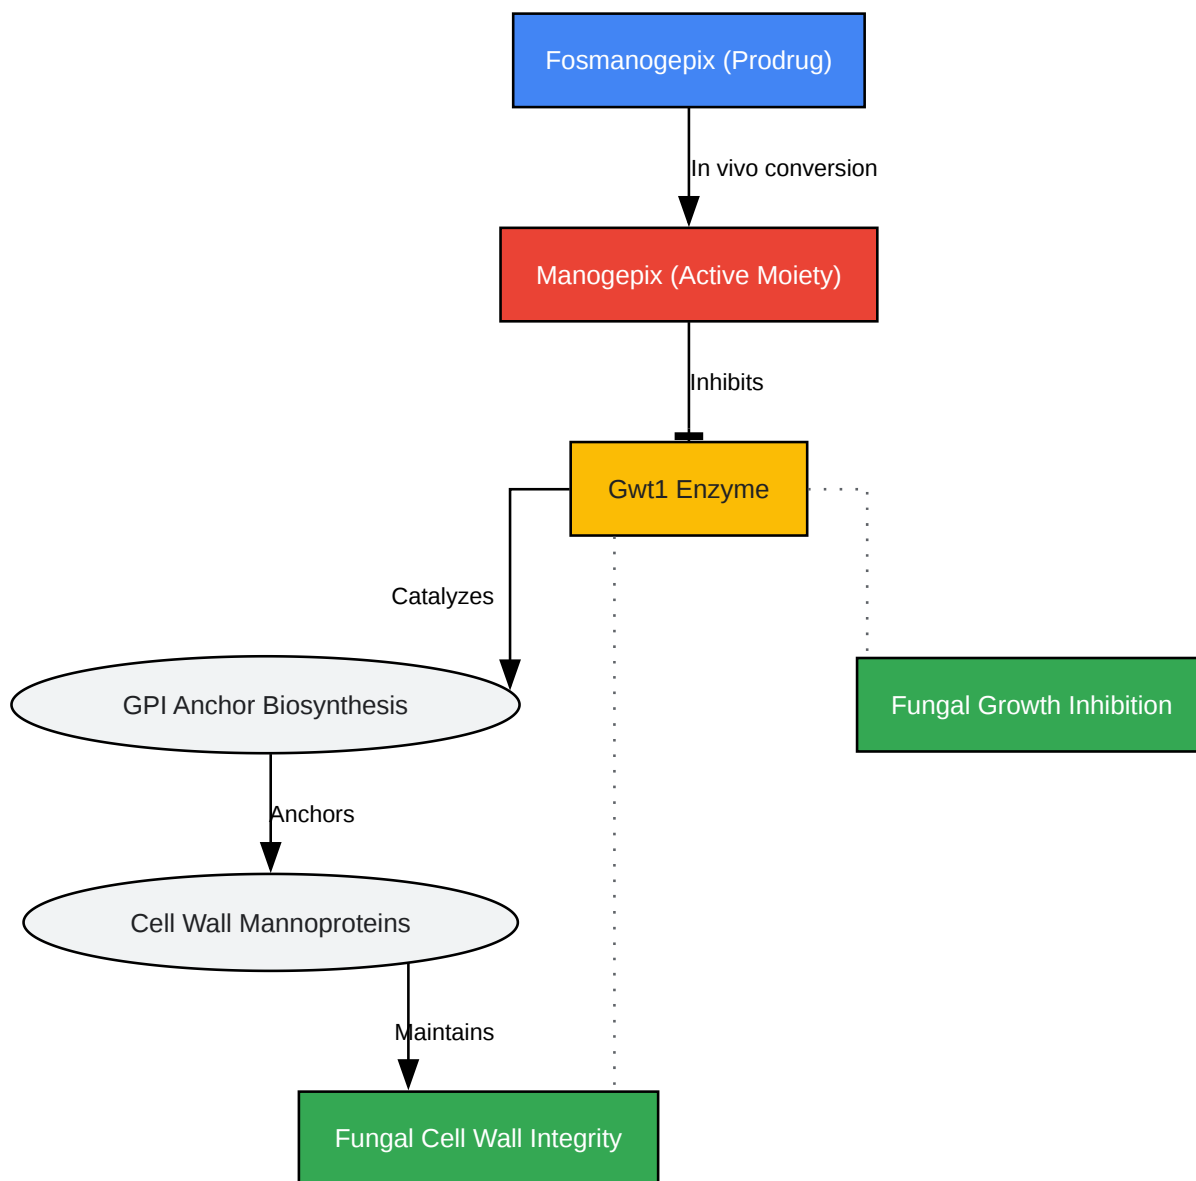 Fosmanogepix (Prodrug)
In vivo conversion
Manogepix (Active Moiety)
Inhibits
Gwt1 Enzyme
Catalyzes
GPI Anchor Biosynthesis
Fungal Growth Inhibition
Anchors
Cell Wall Mannoproteins
Maintains
Fungal Cell Wall Integrity